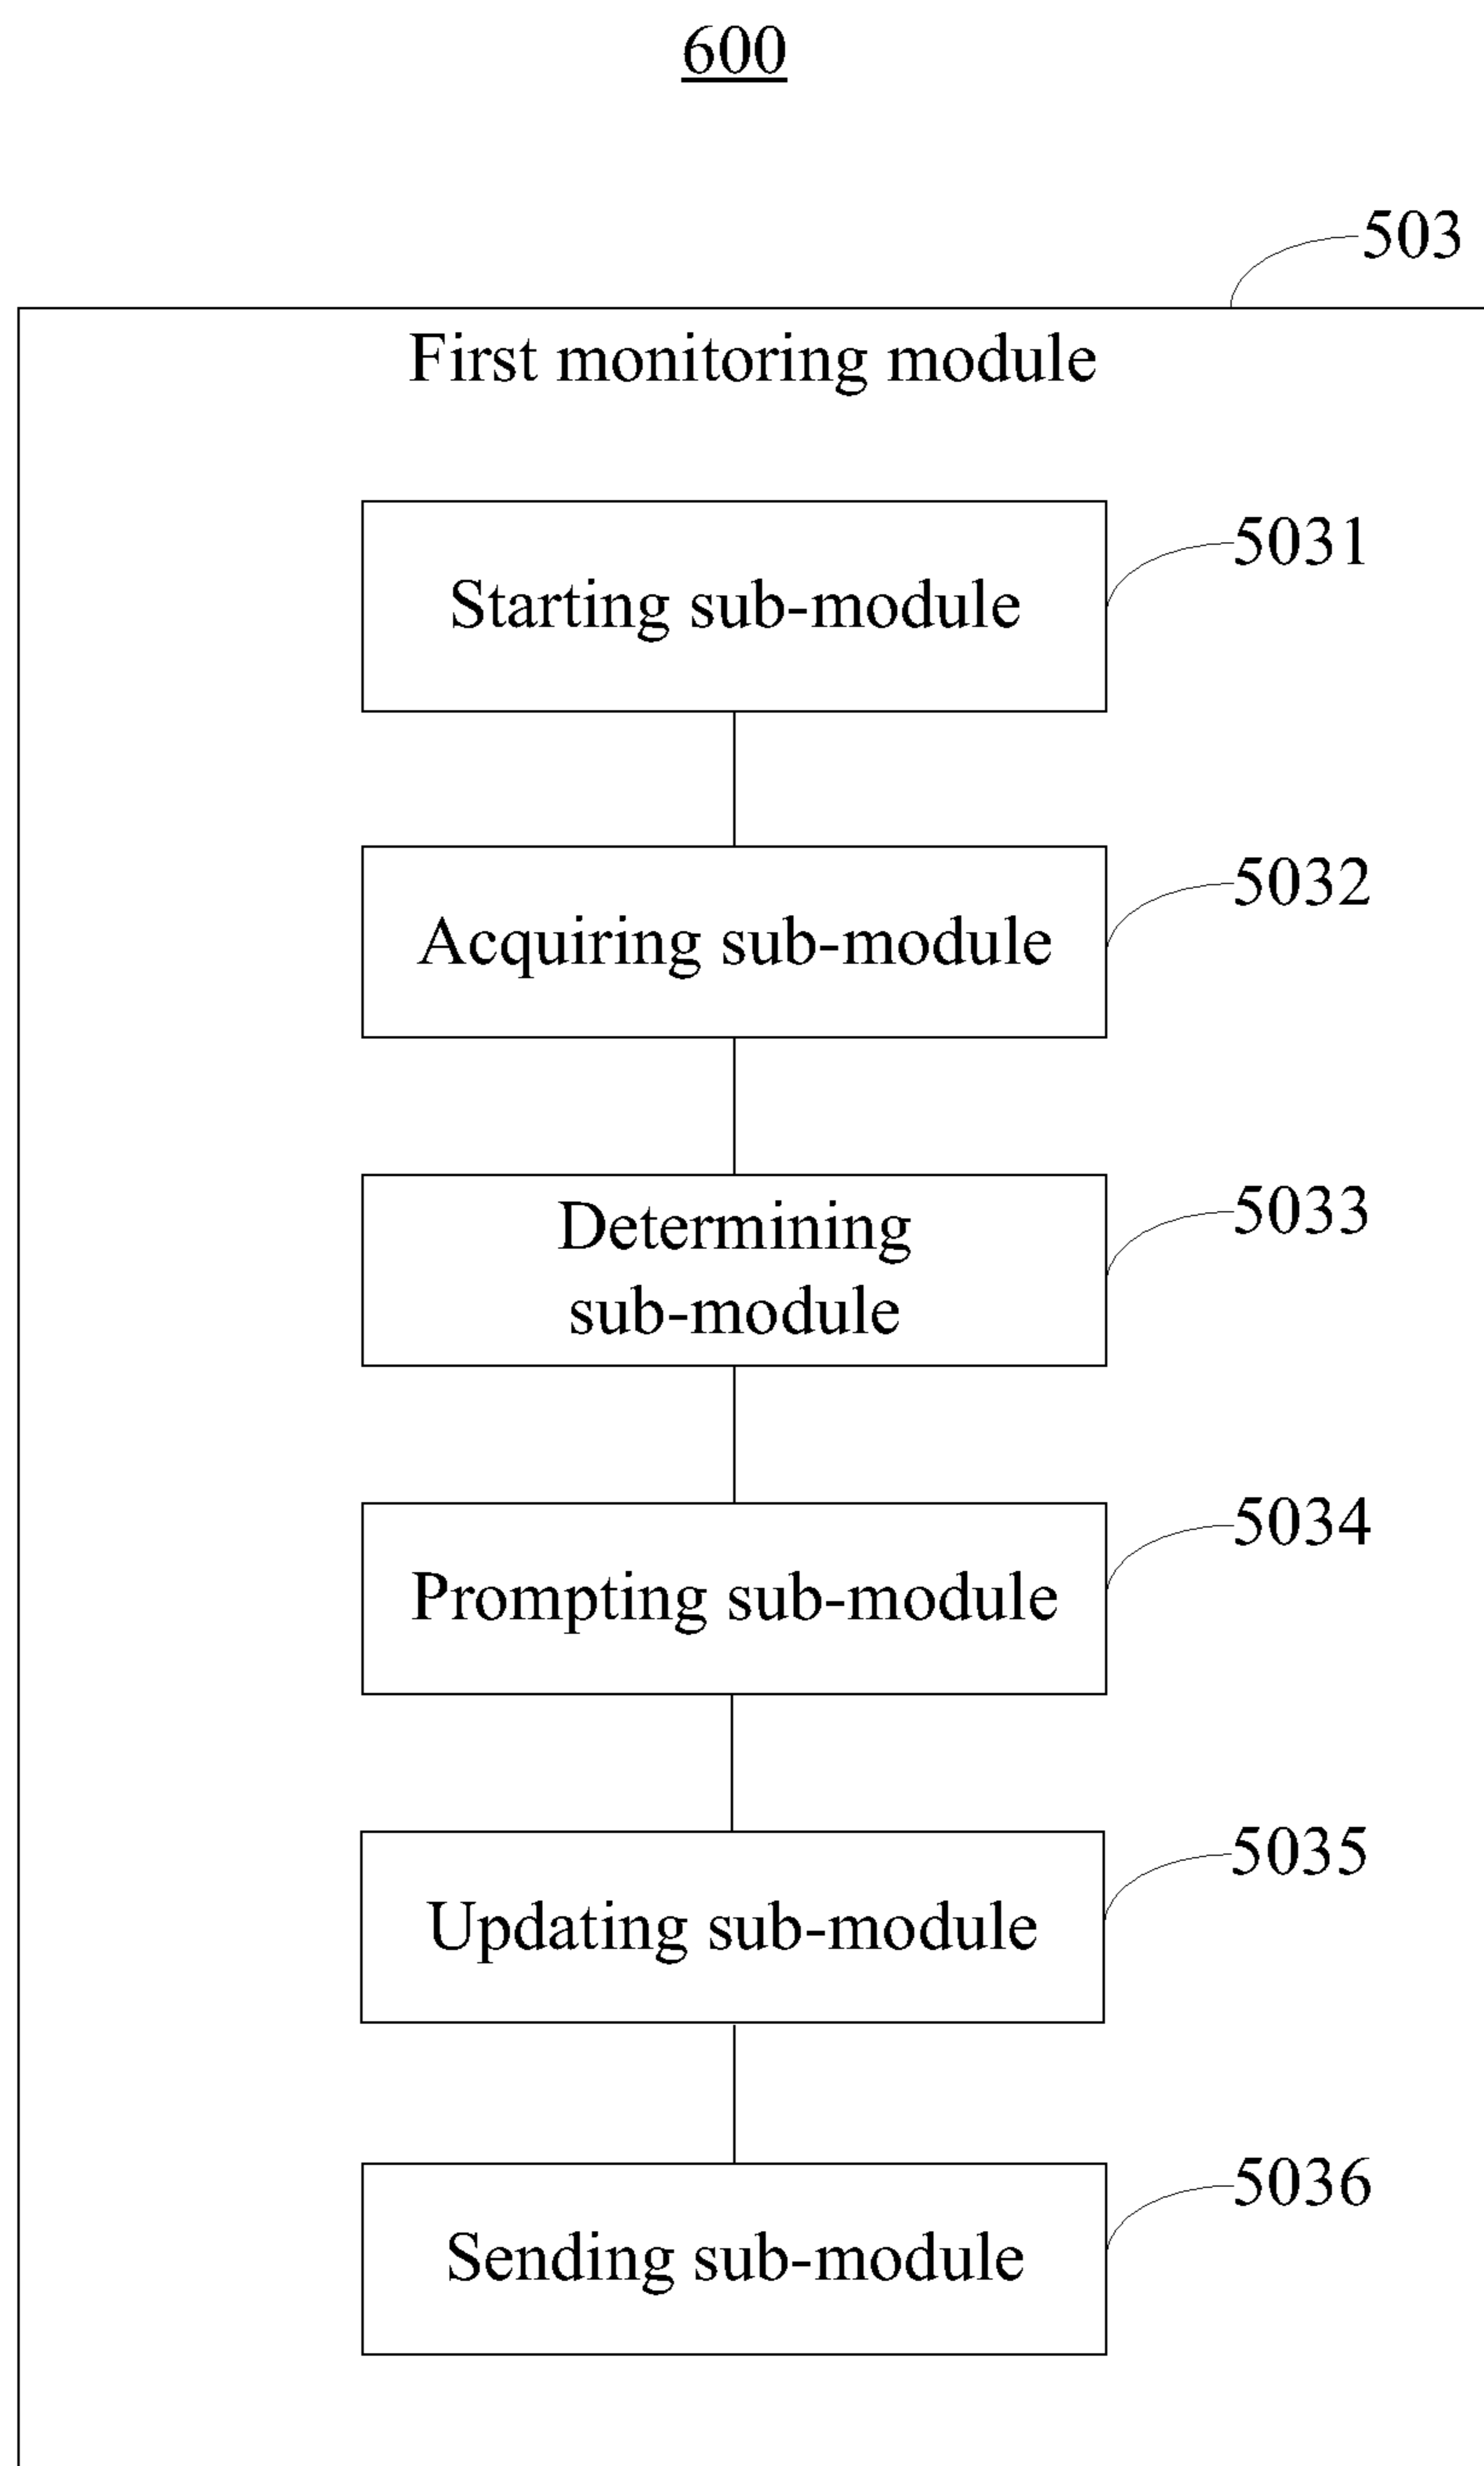 600
503
First monitoring module
Starting sub-module
5031
Acquiring sub-module
5032
Determining
sub-module
5033
Prompting sub-module
5034
Updating sub-module
5035
Sending sub-module
5036